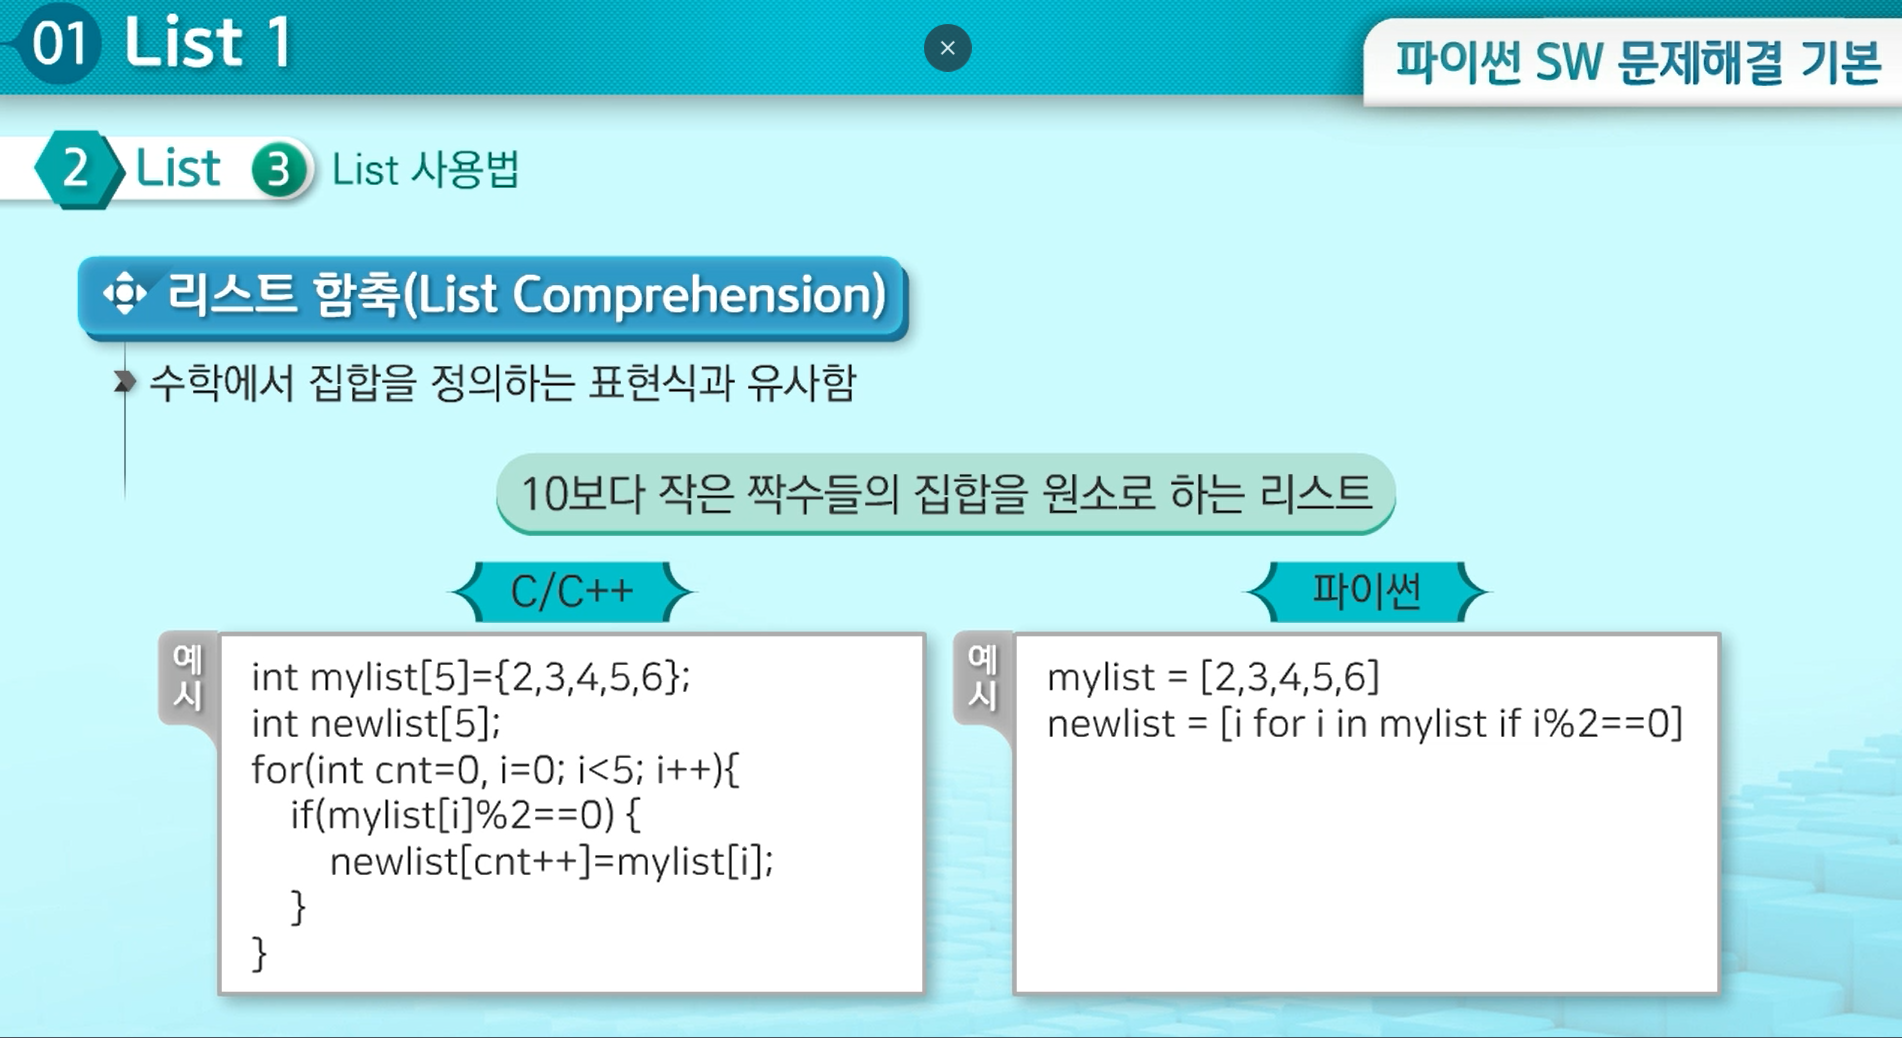 01 List 1
파이썬 SW 문제해결 기본
2 List 3 List 사용법
리스트 함축(List Comprehension)
수학에서 집합을 정의하는 표현식과 유사함
10보다 작은 짝수들의 집합을 원소로 하는 리스트
C/C++
예시
int mylist[5]={2,3,4,5,6};
int newlist[5];
for(int cnt=0, i=0; i<5; i++){
if(mylist[i]%2==0) {
newlist[cnt++]=mylist[i];
}
}
파이썬
예시
mylist = [2,3,4,5,6]
newlist = [i for i in mylist if i%2==0]